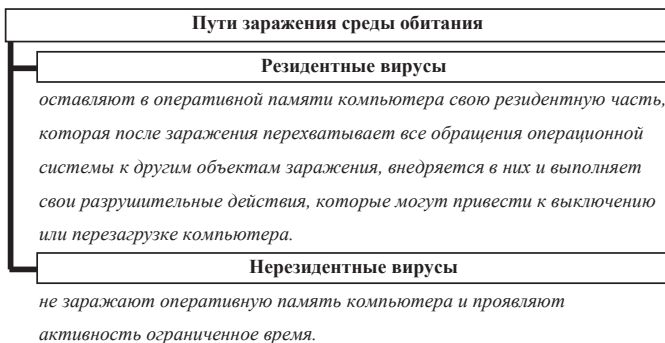 Пути заражения среды обитания
Резидентные вирусы
оставляют в оперативной памяти компьютера свою резидентную часть,
которая после заражения перехватывает все обращения операционной
системы к другим объектам заражения, внедряется в них и выполняет
свои разрушительные действия, которые могут привести к выключению
или перезагрузке компьютера.
Нерезидентные вирусы
не заражают оперативную память компьютера и проявляют
активность ограниченное время.